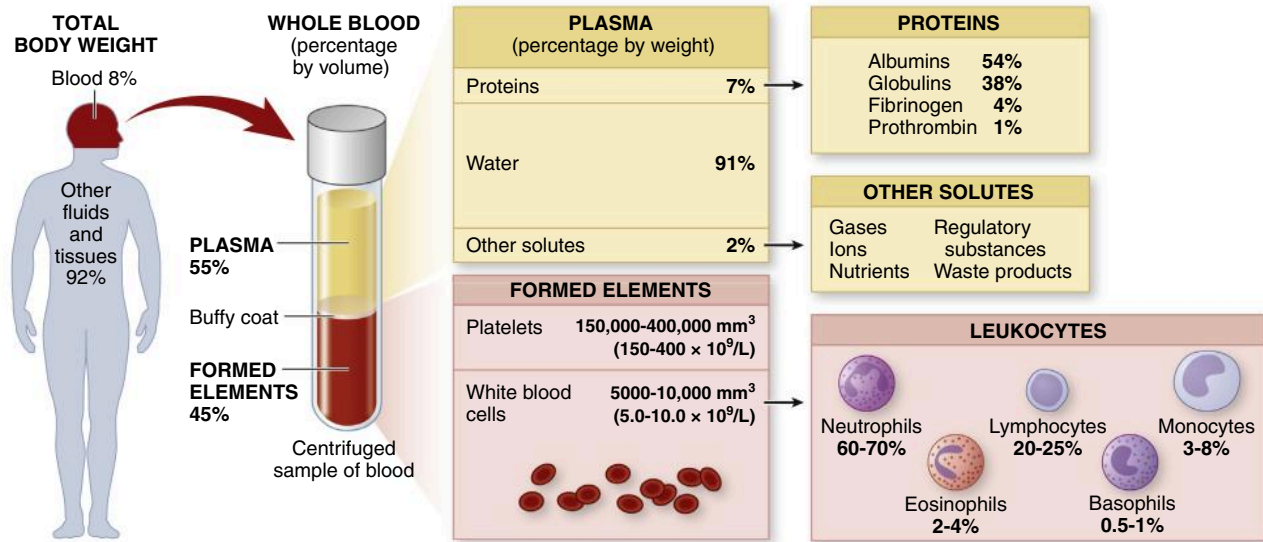 TOTAL
BODY WEIGHT
Blood 8%
Other
fluids
and
tissues
92%
WHOLE BLOOD
(percentage
by volume)
PLASMA
55%
Buffy coat
FORMED
ELEMENTS
45%
Centrifuged
sample of blood
PLASMA
(percentage by weight)
Proteins 7%
Water 91%
Other solutes 2%
PROTEINS
Albumins 54%
Globulins 38%
Fibrinogen 4%
Prothrombin 1%
OTHER SOLUTES
Gases Regulatory
Ions substances
Nutrients Waste products
FORMED ELEMENTS
Platelets 150,000-400,000 mm³
(150-400 × 10⁹/L)
White blood 5000-10,000 mm³
cells (5.0-10.0 × 10⁹/L)
LEUKOCYTES
Neutrophils Lymphocytes Monocytes
60-70% 20-25% 3-8%
Eosinophils Basophils
2-4% 0.5-1%